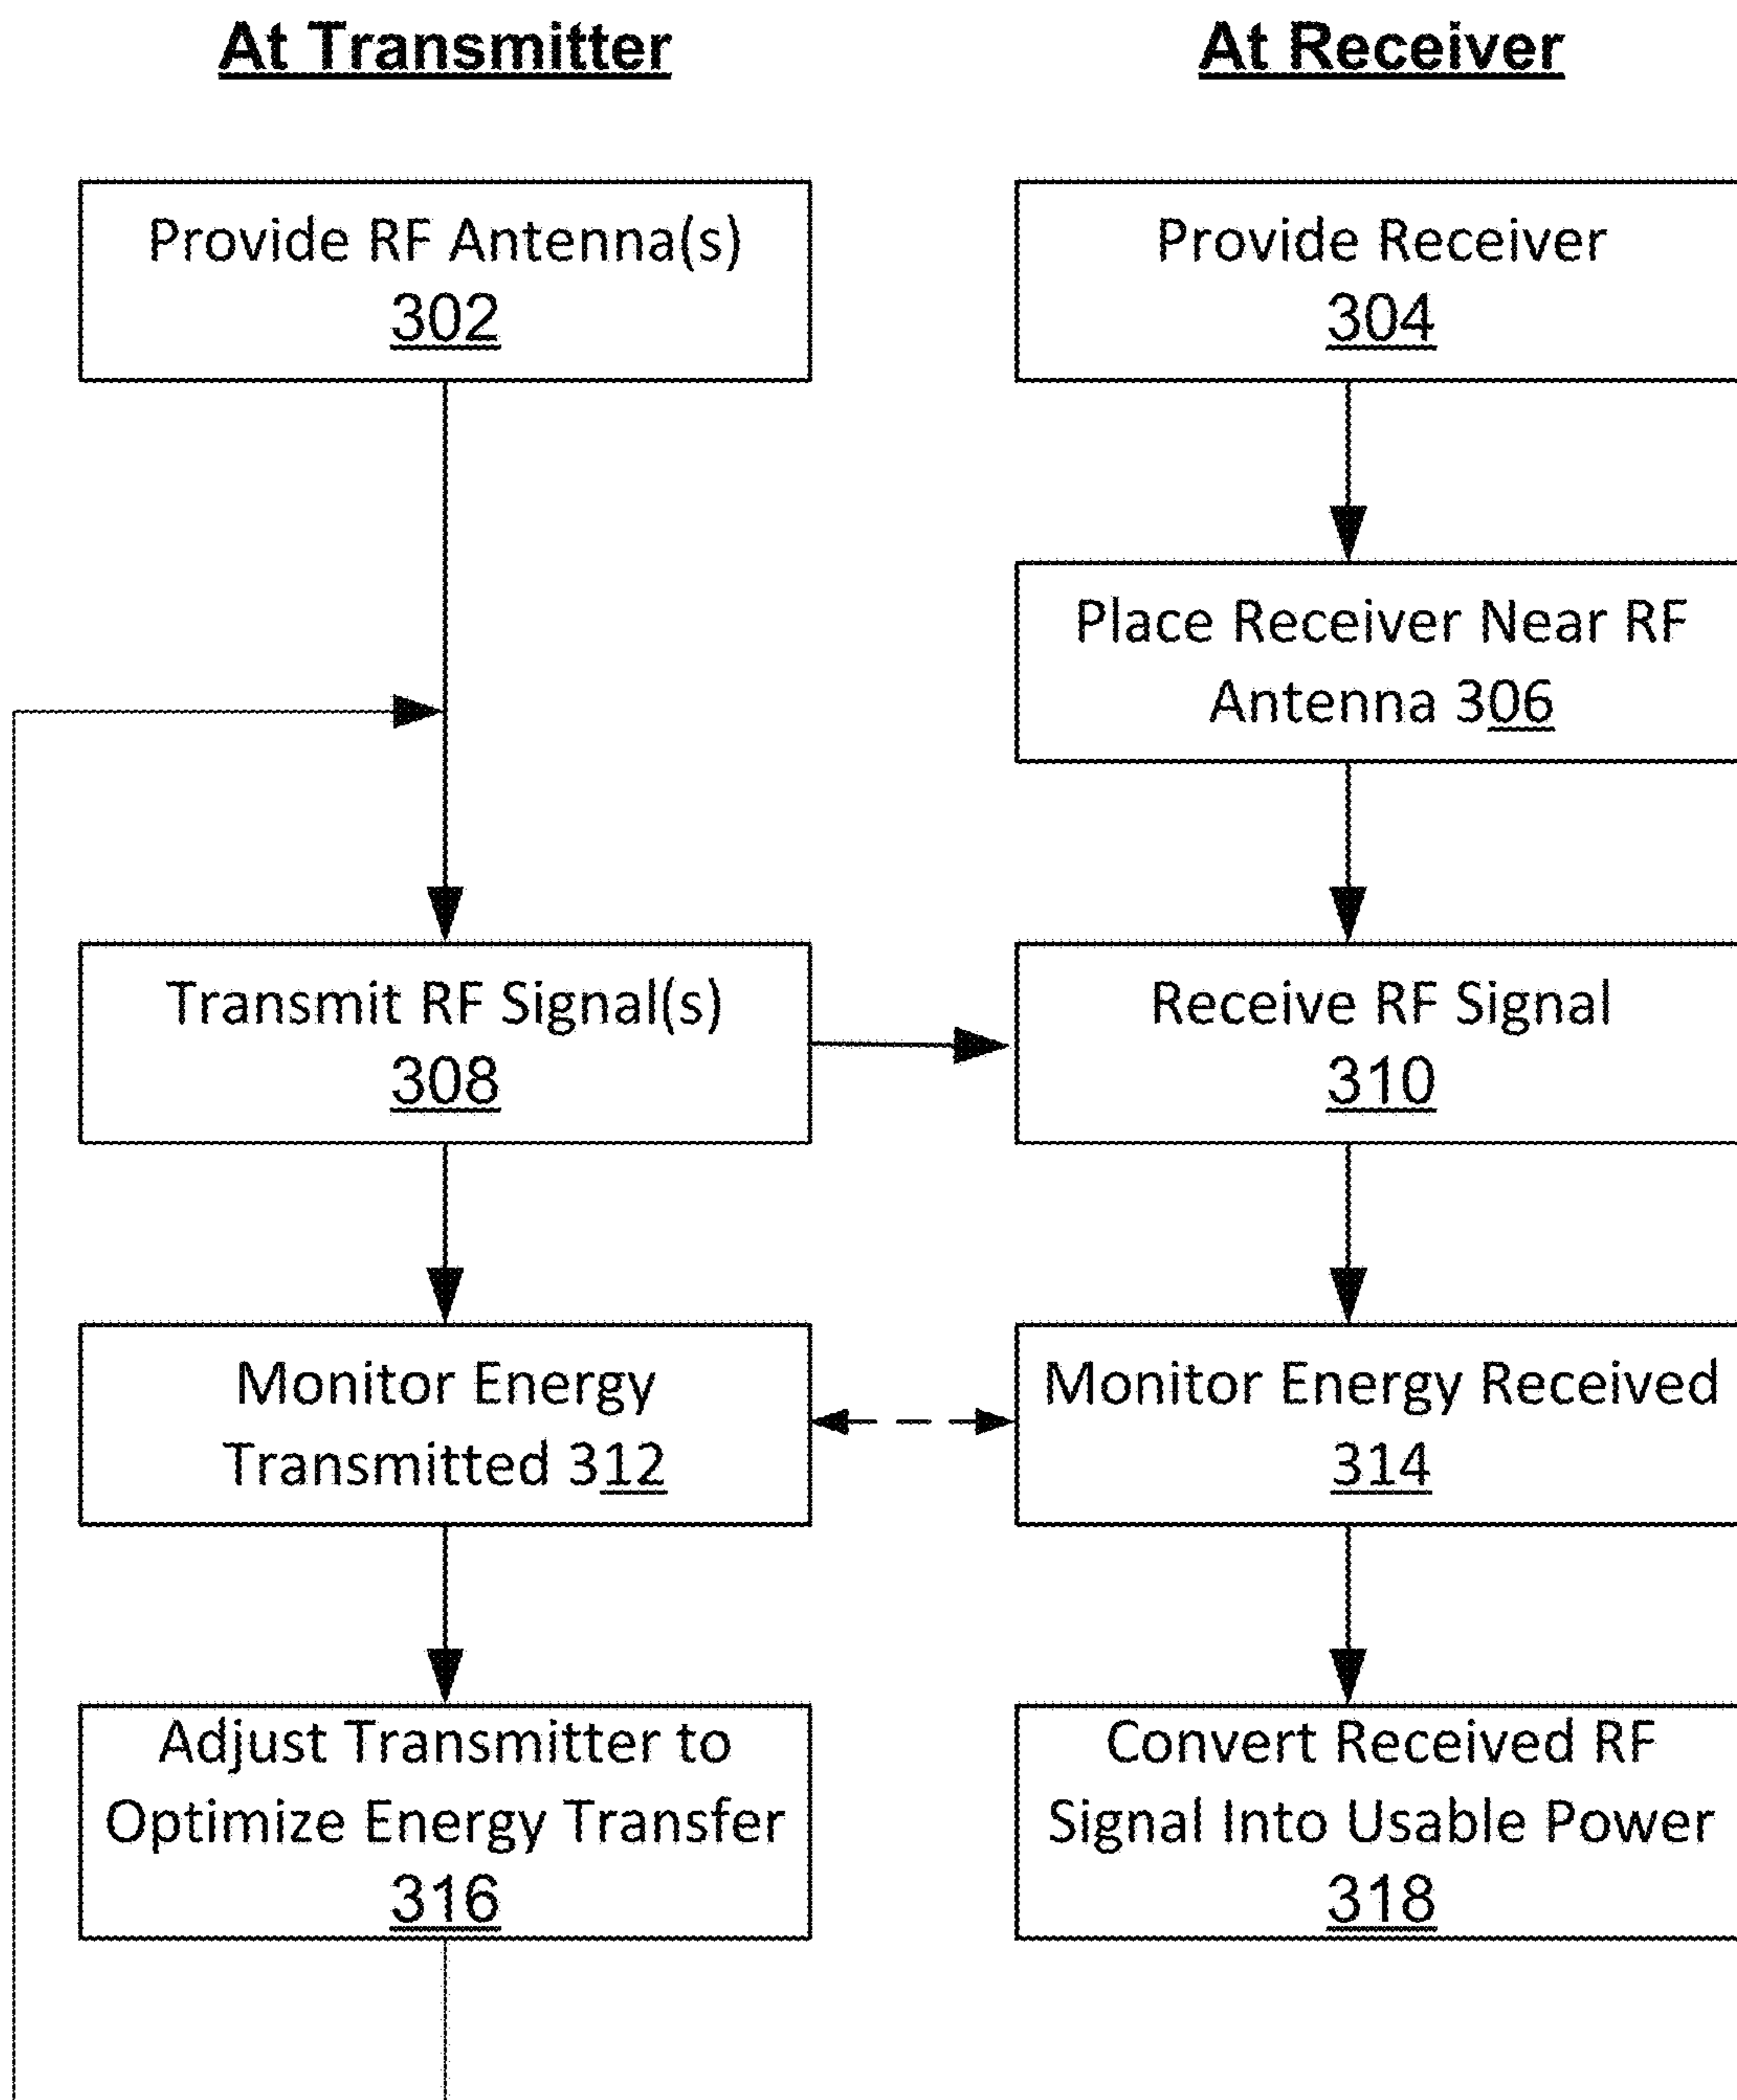 At Transmitter
At Receiver
Provide RF Antenna(s)
302
Provide Receiver
304
Place Receiver Near RF
Antenna 306
Transmit RF Signal(s)
308
Receive RF Signal
310
Monitor Energy
Transmitted 312
Monitor Energy Received
314
Adjust Transmitter to
Optimize Energy Transfer
316
Convert Received RF
Signal Into Usable Power
318